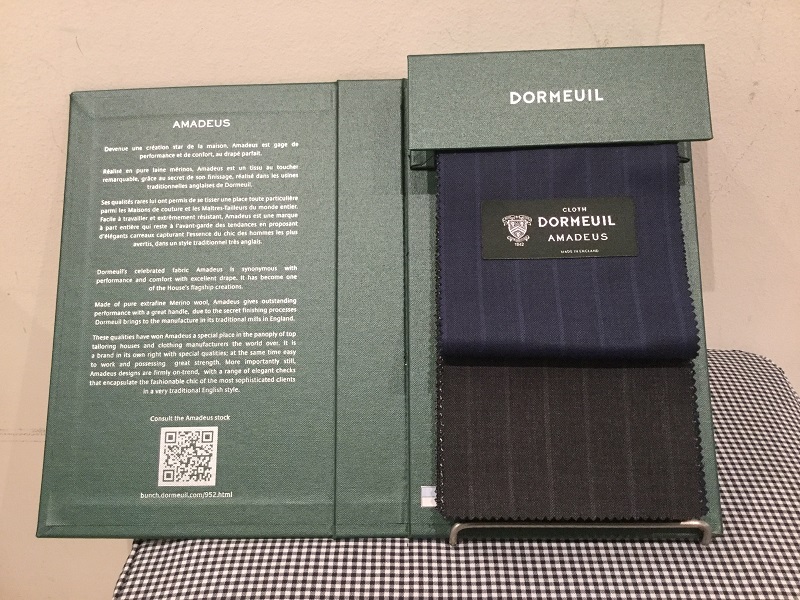 AMADEUS
Devenue une création star de la maison, Amadeus est gage de
performance et de confort, au drapé parfait.
Réalisé en pure laine mérinos, Amadeus est un tissu au toucher
remarquable, grâce au secret de son finissage, réalisé dans les usines
traditionnelles anglaises de Dormeuil.
Ses qualités rares lui ont permis de se tisser une place toute particulière
parmi les Maisons de couture et les Maîtres-Tailleurs du monde entier.
Facile à travailler et extrêmement résistant, Amadeus est une marque
à part entière qui reste à l'avant-garde des tendances en proposant
d'élégants carreaux capturant l'essence du chic des hommes les plus
avertis, dans un style traditionnel très anglais.
Dormeuil's celebrated fabric Amadeus is synonymous with
performance and comfort with excellent drape. It has become one
of the House's flagship creations.
Made of pure extrafine Merino wool, Amadeus gives outstanding
performance with a great handle, due to the secret finishing processes
Dormeuil brings to the manufacture in its traditional mills in England.
These qualities have won Amadeus a special place in the panoply of top
tailoring houses and clothing manufacturers the world over. It is
a brand in its own right with special qualities; at the same time easy
to work and possessing great strength. More importantly still,
Amadeus designs are firmly on-trend, with a range of elegant checks
that encapsulate the fashionable chic of the most sophisticated clients
in a very traditional English style.
Consult the Amadeus stock
bunch.dormeuil.com/952.html
DORMEUIL
CLOTH
DORMEUIL
AMADEUS
1842
MADE IN ENGLAND